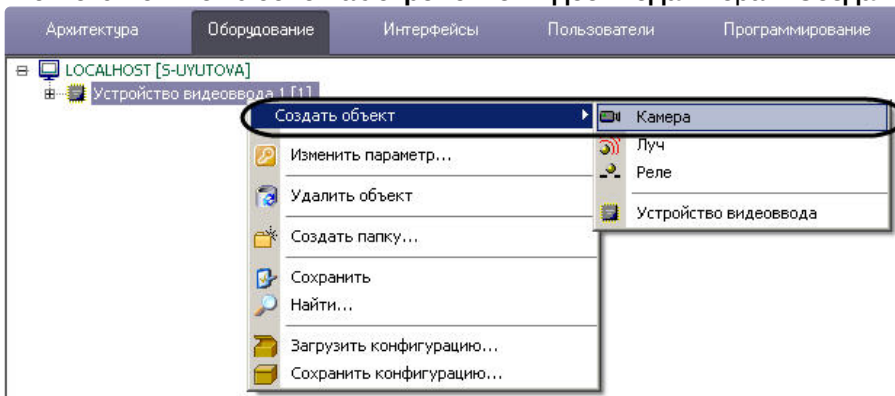 Архитектура Оборудование Интерфейсы Пользователи Программирование
LOCALHOST [S-UYUTOVA]
Устройство видеоввода 1 [1]
Создать объект
Камера
Изменить параметр...
Луч
Реле
Удалить объект
Устройство видеоввода
Создать папку...
Сохранить
Найти...
Загрузить конфигурацию...
Сохранить конфигурацию...